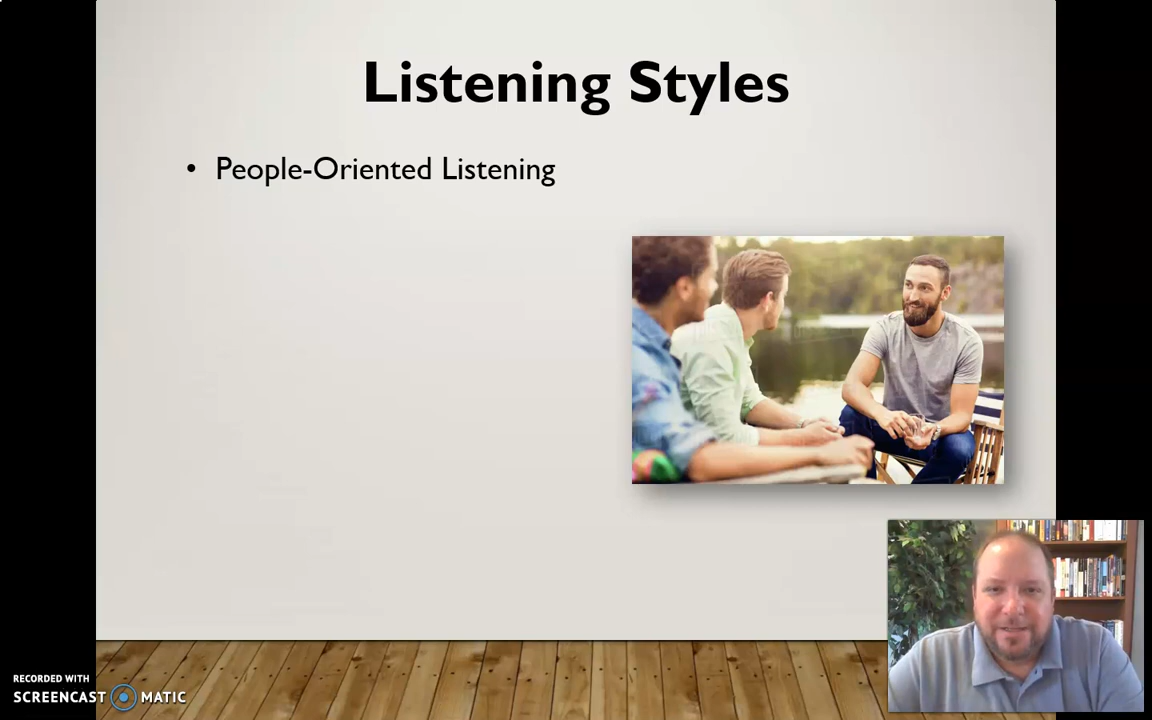 Listening Styles
• People-Oriented Listening
RECORDED WITH
SCREENCAST MATIC